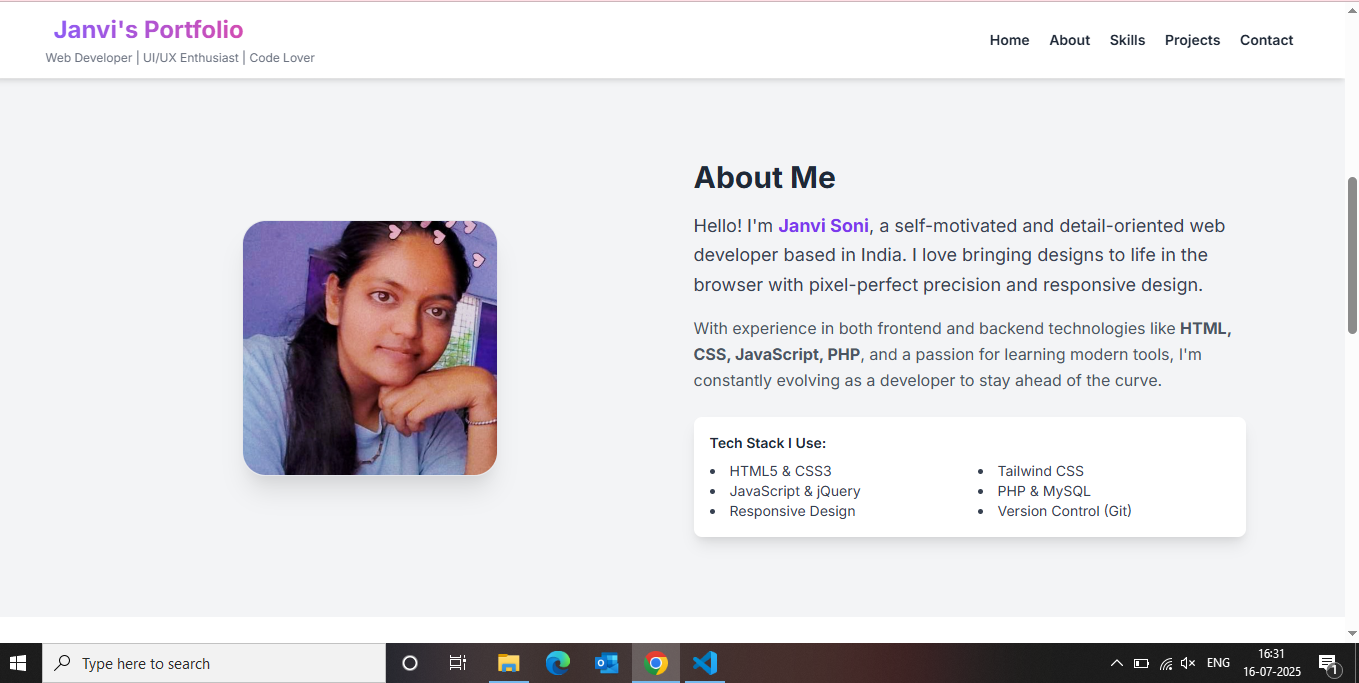 Janvi's Portfolio
Web Developer | UI/UX Enthusiast | Code Lover
Home About Skills Projects Contact
About Me
Hello! I'm Janvi Soni, a self-motivated and detail-oriented web
developer based in India. I love bringing designs to life in the
browser with pixel-perfect precision and responsive design.
With experience in both frontend and backend technologies like HTML,
CSS, JavaScript, PHP, and a passion for learning modern tools, I'm
constantly evolving as a developer to stay ahead of the curve.
Tech Stack I Use:
• HTML5 & CSS3
• JavaScript & jQuery
• Responsive Design
• Tailwind CSS
• PHP & MySQL
• Version Control (Git)
Type here to search
ENG
16:31
16-07-2025
1